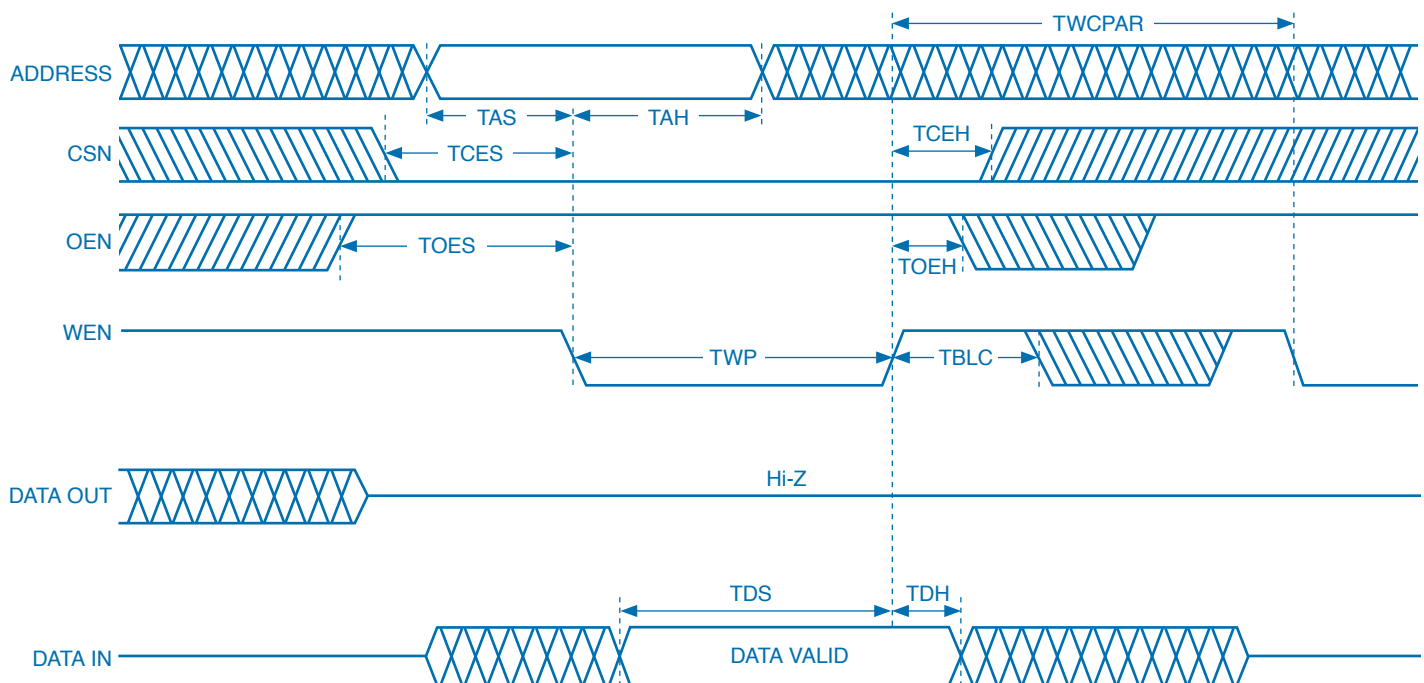 TWCPAR
ADDRESS
TAS
TAH
TCEH
CSN
TCES
OEN
TOES
TOEH
WEN
TWP
TBLC
Hi-Z
DATA OUT
TDS
TDH
DATA IN
DATA VALID